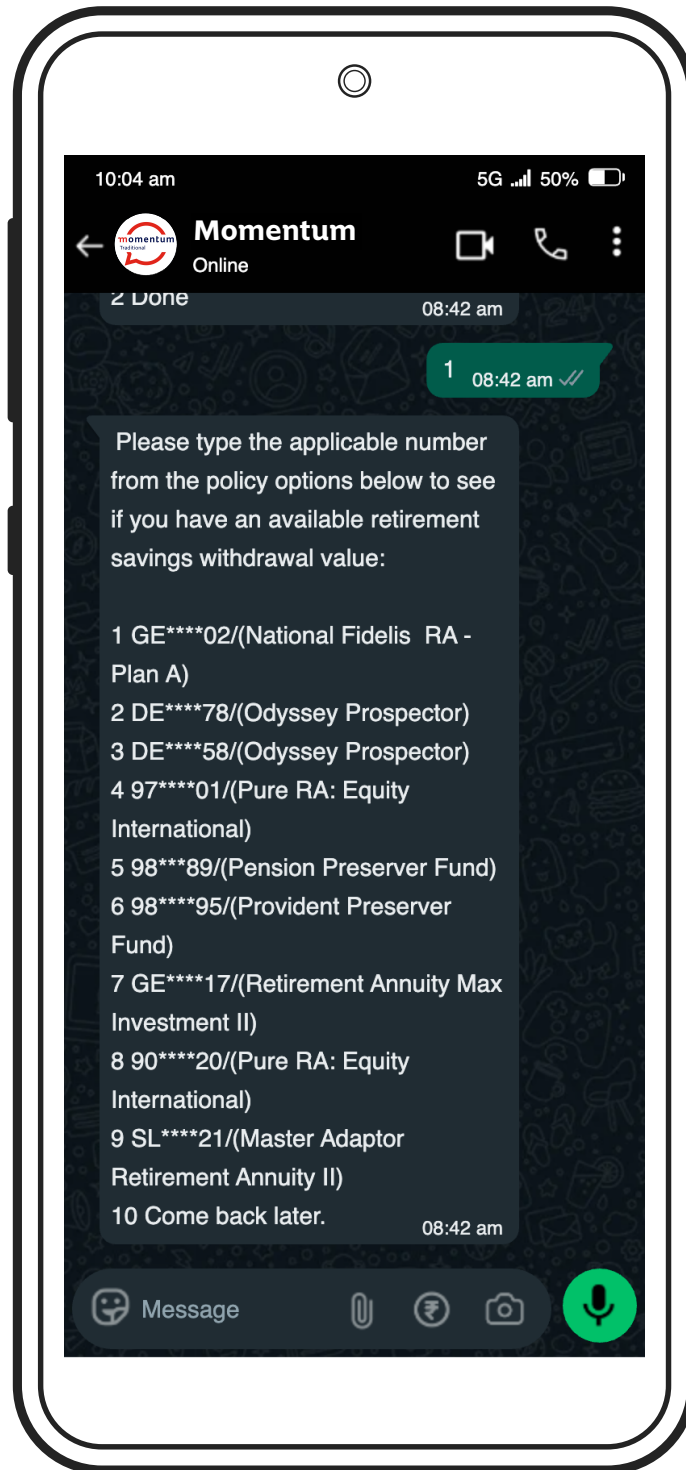 10:04 am 5G 50%
momentum
Traditional
Momentum
Online
2 Done
08:42 am
1 08:42 am
Please type the applicable number
from the policy options below to see
if you have an available retirement
savings withdrawal value:
1 GE****02/(National Fidelis  RA -
Plan A)
2 DE****78/(Odyssey Prospector)
3 DE****58/(Odyssey Prospector)
4 97****01/(Pure RA: Equity
International)
5 98***89/(Pension Preserver Fund)
6 98****95/(Provident Preserver
Fund)
7 GE****17/(Retirement Annuity Max
Investment II)
8 90****20/(Pure RA: Equity
International)
9 SL****21/(Master Adaptor
Retirement Annuity II)
10 Come back later. 08:42 am
Message ₹